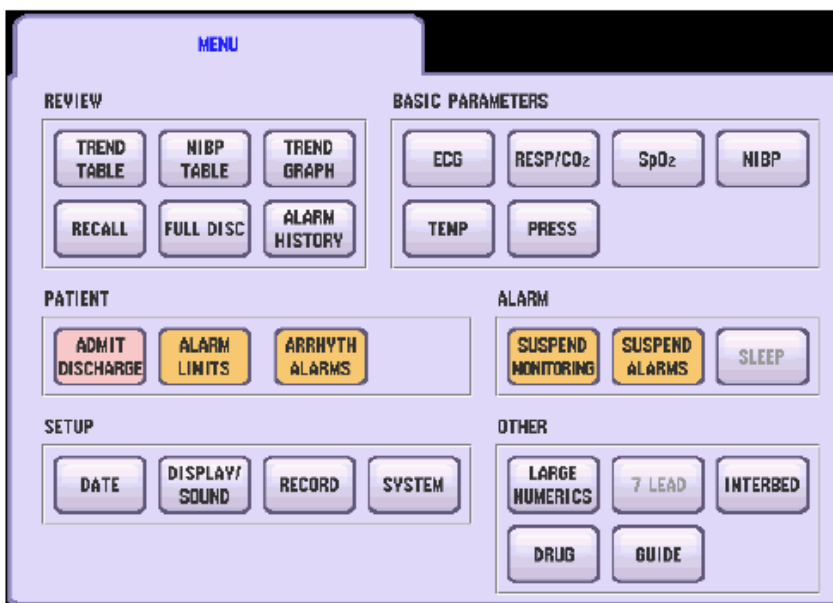 MENU
REVIEW
TREND TABLE
NIBP TABLE
TREND GRAPH
RECALL
FULL DISC
ALARM HISTORY
BASIC PARAMETERS
ECG
RESP/CO₂
SpO₂
NIBP
TEMP
PRESS
PATIENT
ADMIT DISCHARGE
ALARM LIMITS
ARRHYTH ALARMS
ALARM
SUSPEND MONITORING
SUSPEND ALARMS
SLEEP
SETUP
DATE
DISPLAY/ SOUND
RECORD
SYSTEM
OTHER
LARGE NUMERICS
7 LEAD
INTERBED
DRUG
GUIDE